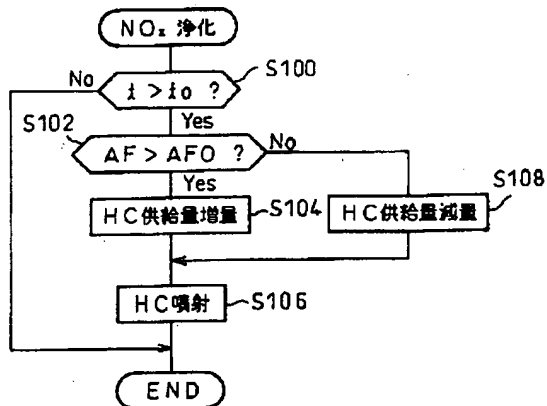 NOx 浄化
S100
No
t > to ?
Yes
S102
AF > AFO ?
No
Yes
S108
HC供給量増量
S104
HC供給量減量
HC噴射
S106
END